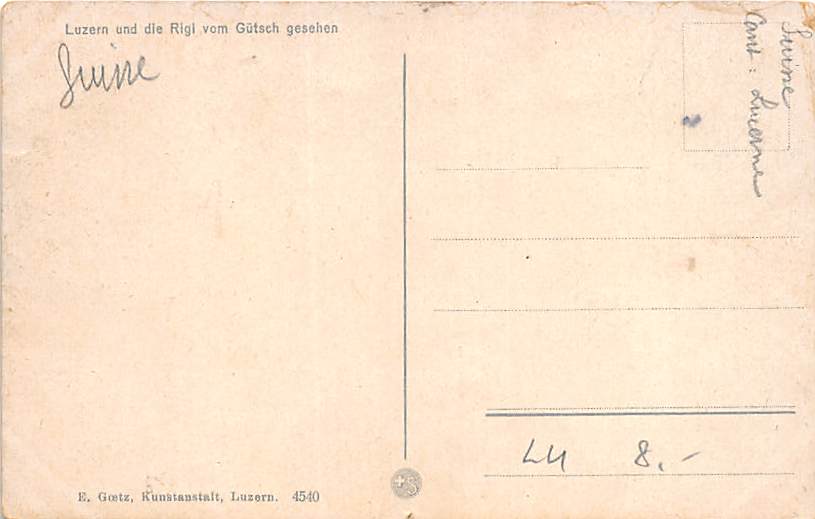 Luzern und die Rigi vom Gütsch gesehen
Suisse
Suisse
Cant: Lucerne
LU 8.-
E. Goetz, Kunstanstalt, Luzern. 4540